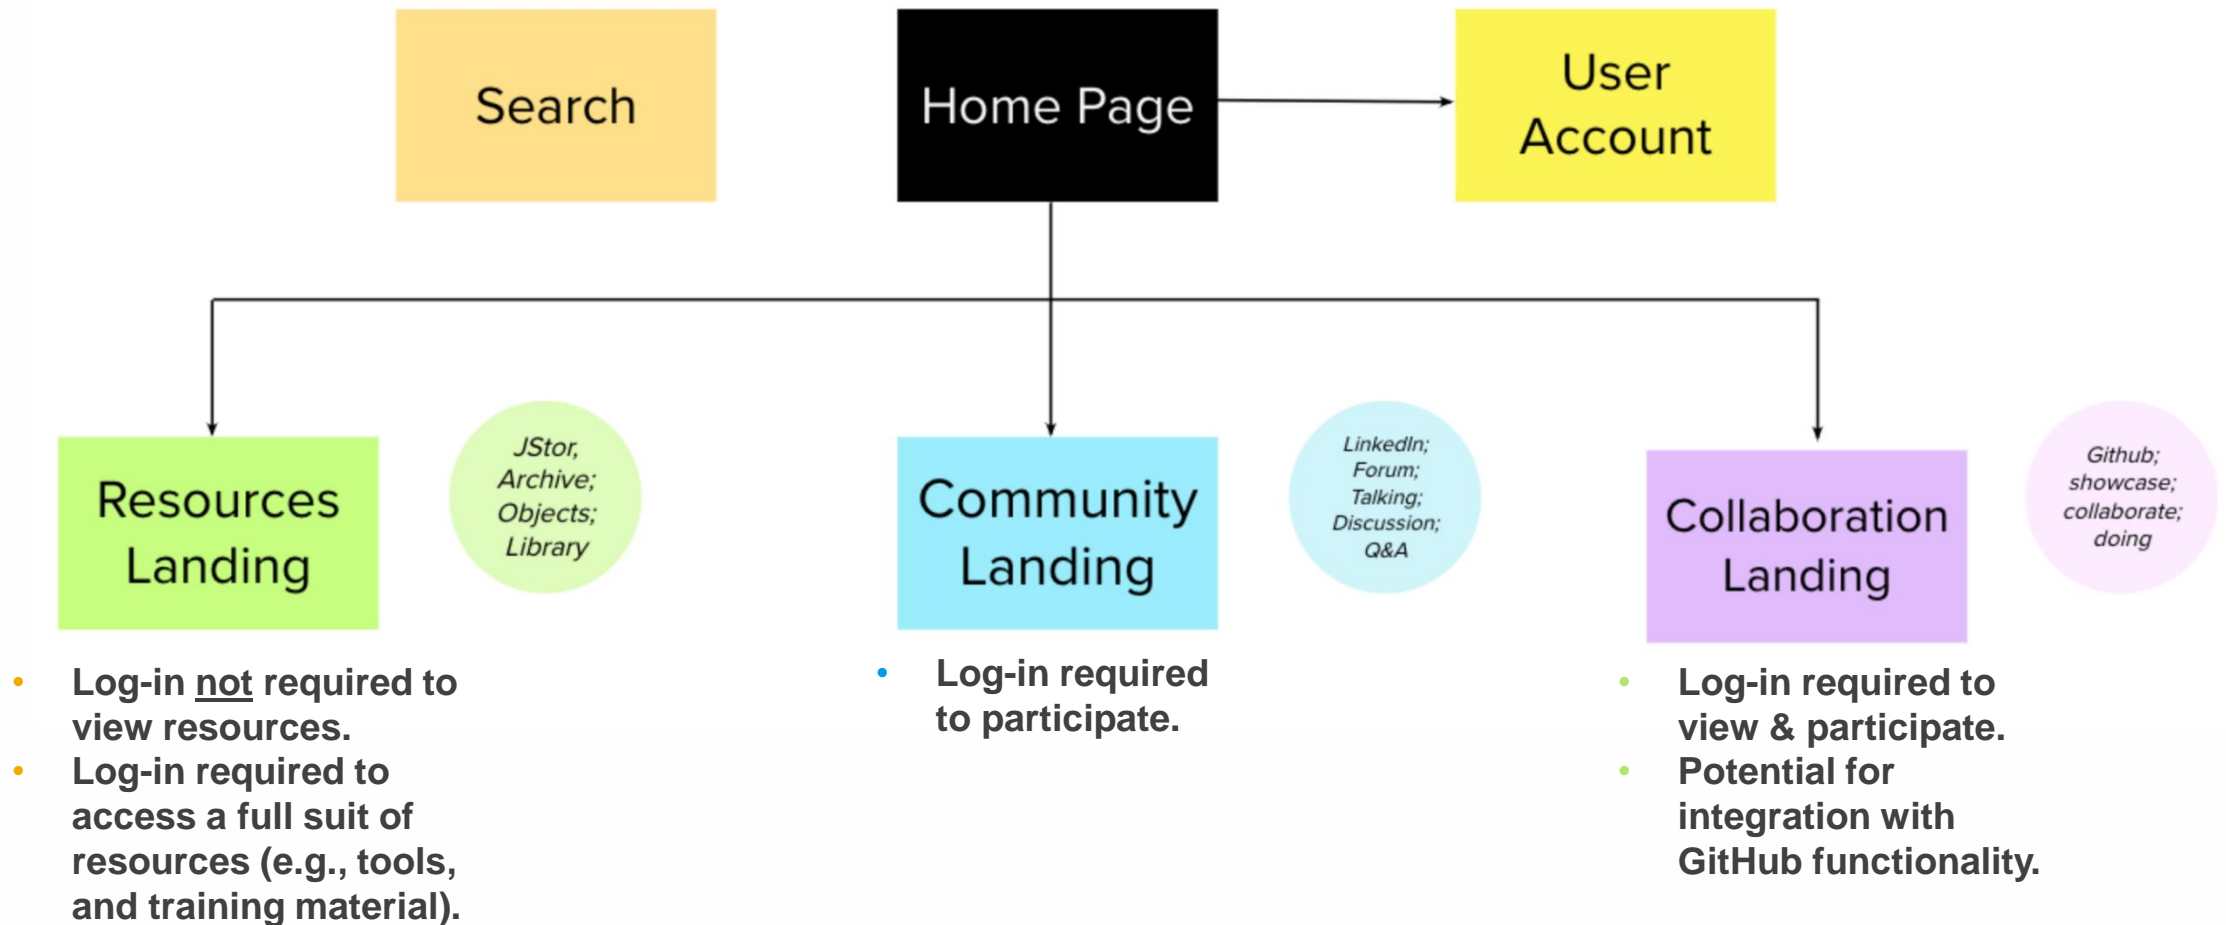 Search
Home Page
User
Account
Resources
Landing
JStor,
Archive;
Objects;
Library
Community
Landing
LinkedIn;
Forum;
Talking;
Discussion;
Q&A
Collaboration
Landing
Github;
showcase;
collaborate;
doing
• Log-in not required to
view resources.
• Log-in required to
access a full suit of
resources (e.g., tools,
and training material).
• Log-in required
to participate.
• Log-in required to
view & participate.
• Potential for
integration with
GitHub functionality.